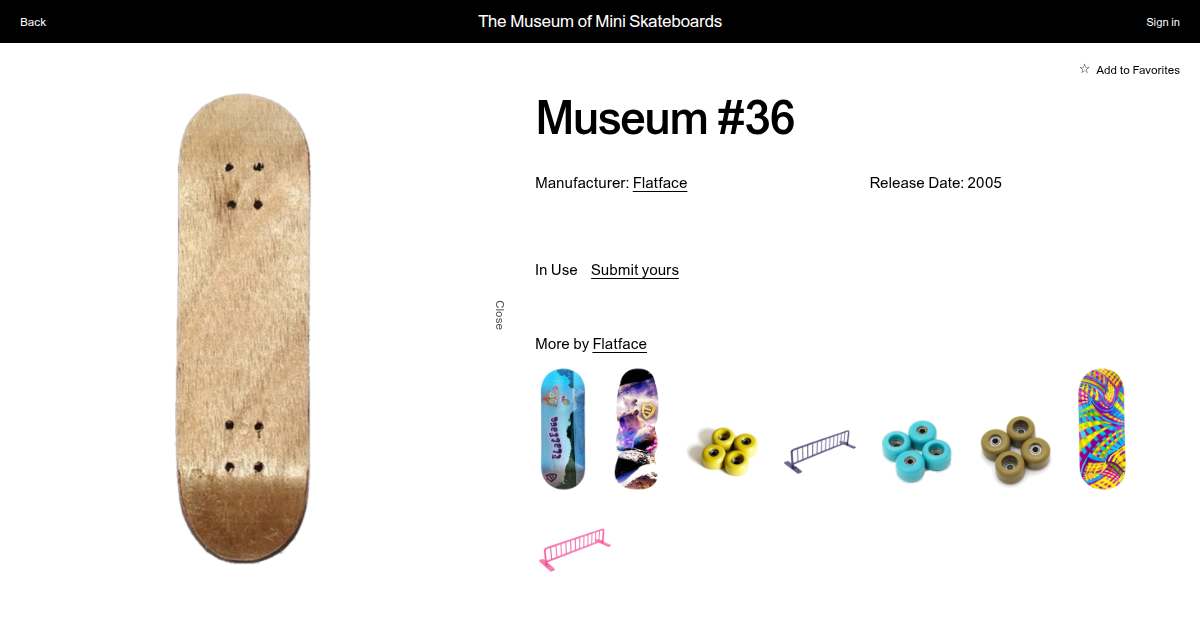 Back
The Museum of Mini Skateboards
Sign in
☆ Add to Favorites
Museum #36
Manufacturer: Flatface
Release Date: 2005
In Use Submit yours
Close
More by Flatface